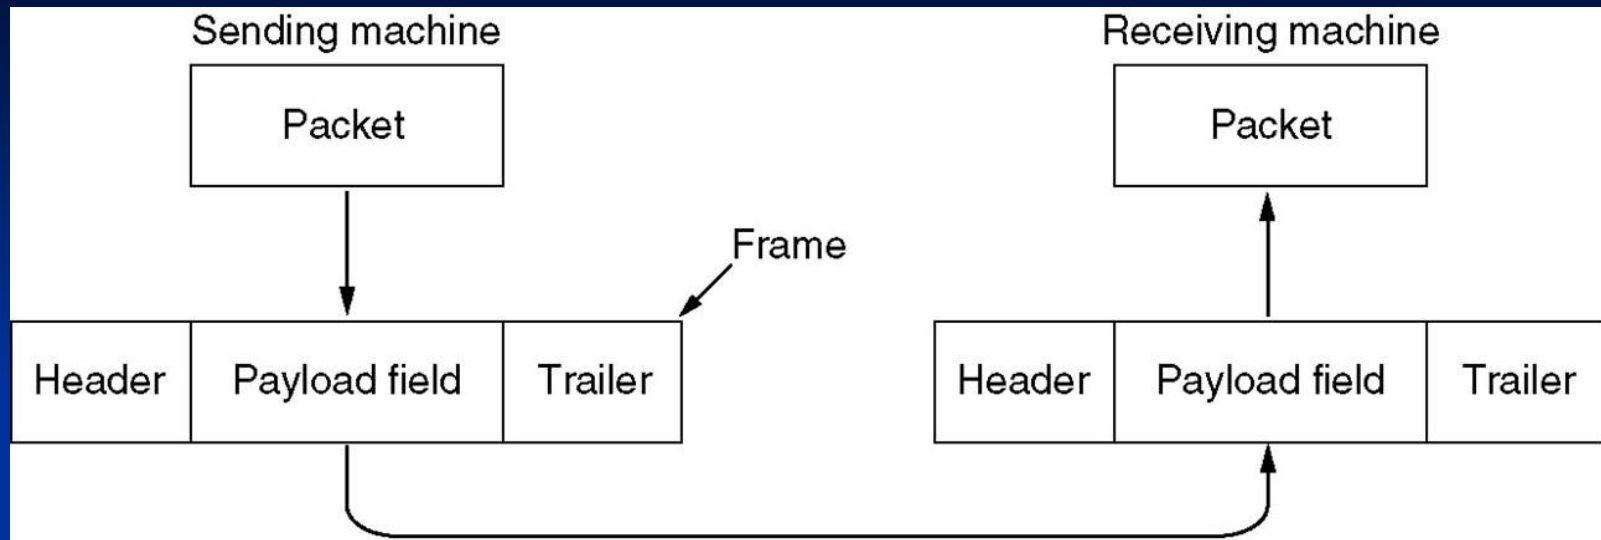 Sending machine
Receiving machine
Packet
Packet
Frame
Header
Payload field
Trailer
Header
Payload field
Trailer